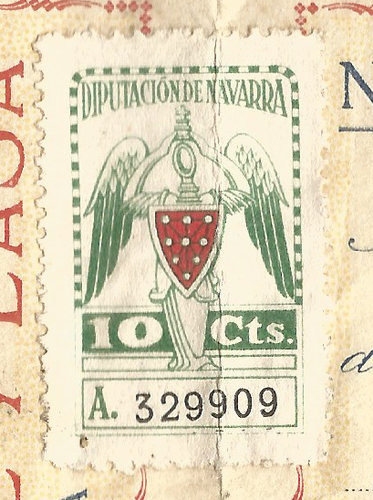 DIPUTACIÓN DE NAVARRA
10 Cts.
A. 329909